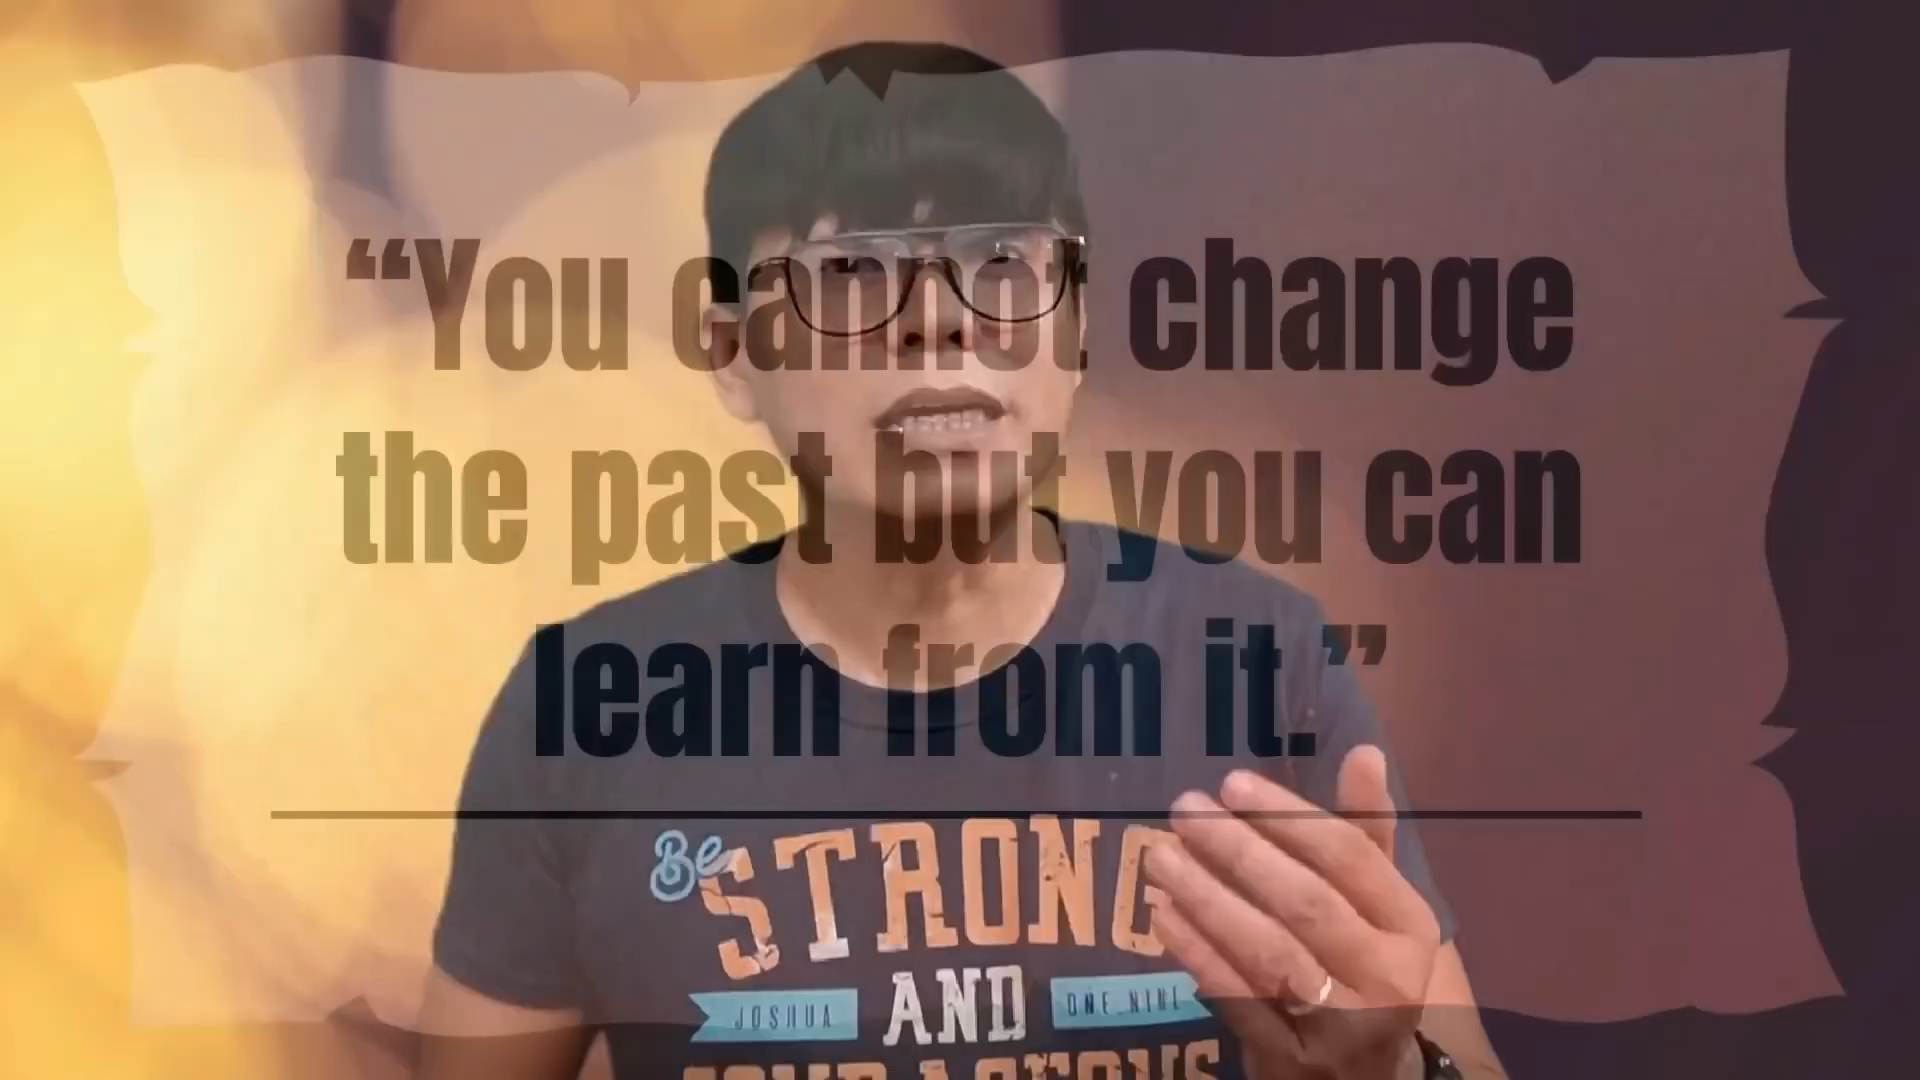 “You cannot change
the past but you can
learn from it.”
Be
STRONG
JOSHUA AND ONE NINE